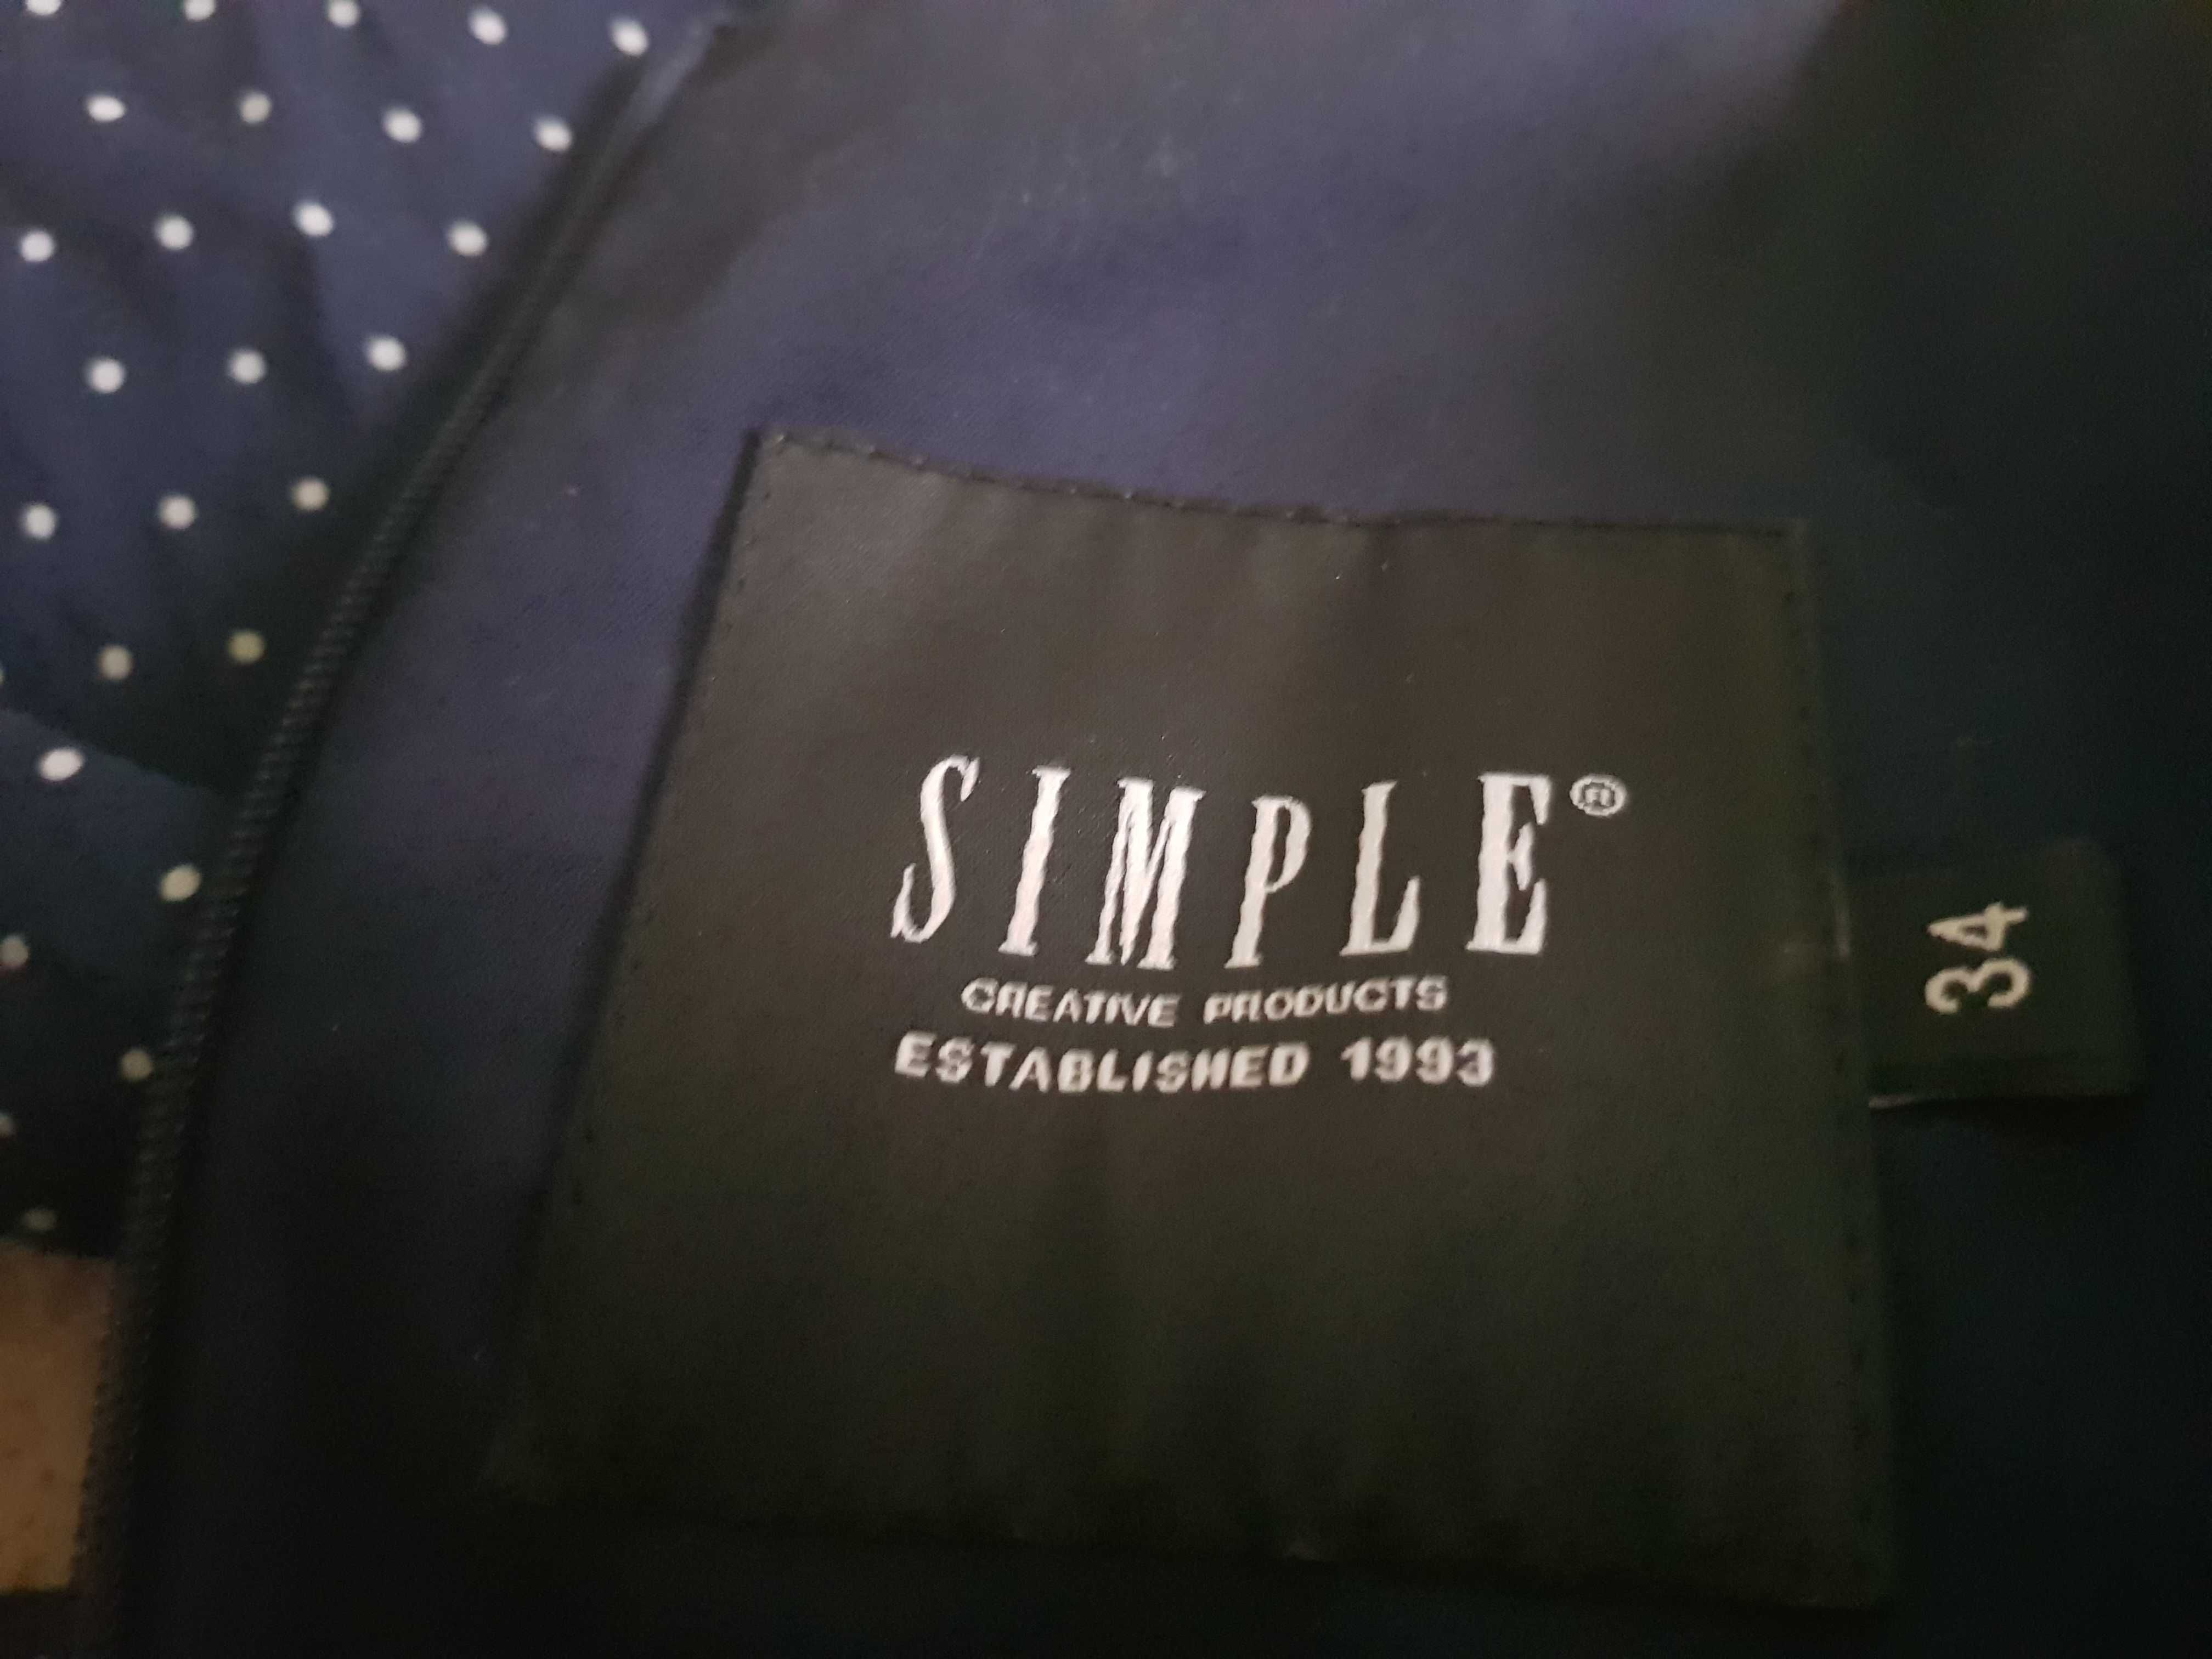 SIMPLE®
CREATIVE PRODUCTS
ESTABLISHED 1993
34